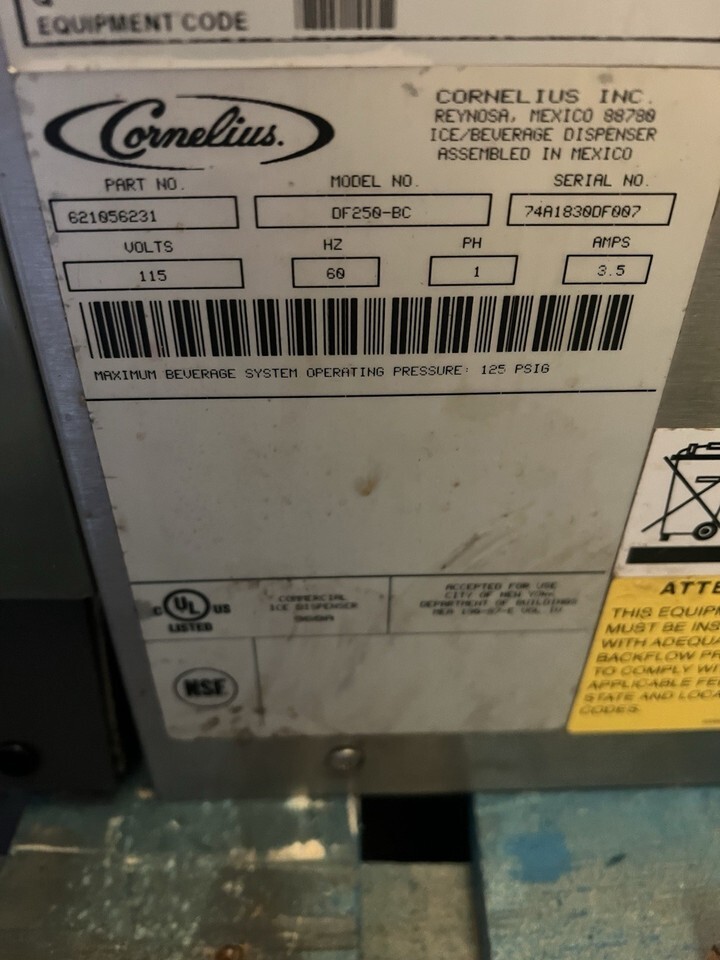 EQUIPMENT CODE
Cornelius.
CORNELIUS INC.
REYNOSA, MEXICO 88780
ICE/BEVERAGE DISPENSER
ASSEMBLED IN MEXICO
PART NO. MODEL NO. SERIAL NO.
621056231 DF250-BC 74A1830DF007
VOLTS HZ PH AMPS
115 60 1 3.5
MAXIMUM BEVERAGE SYSTEM OPERATING PRESSURE: 125 PSIG
C UL US
LISTED
COMMERCIAL
ICE DISPENSER
ACCEPTED FOR USE
CITY OF NEW YORK
DEPARTMENT OF BUILDINGS
NSF
ATTE
THIS EQUIPM
MUST BE INS
WITH ADEQUA
BACKFLOW PR
TO COMPLY WIT
APPLICABLE FE
STATE AND LOCA
CODES.